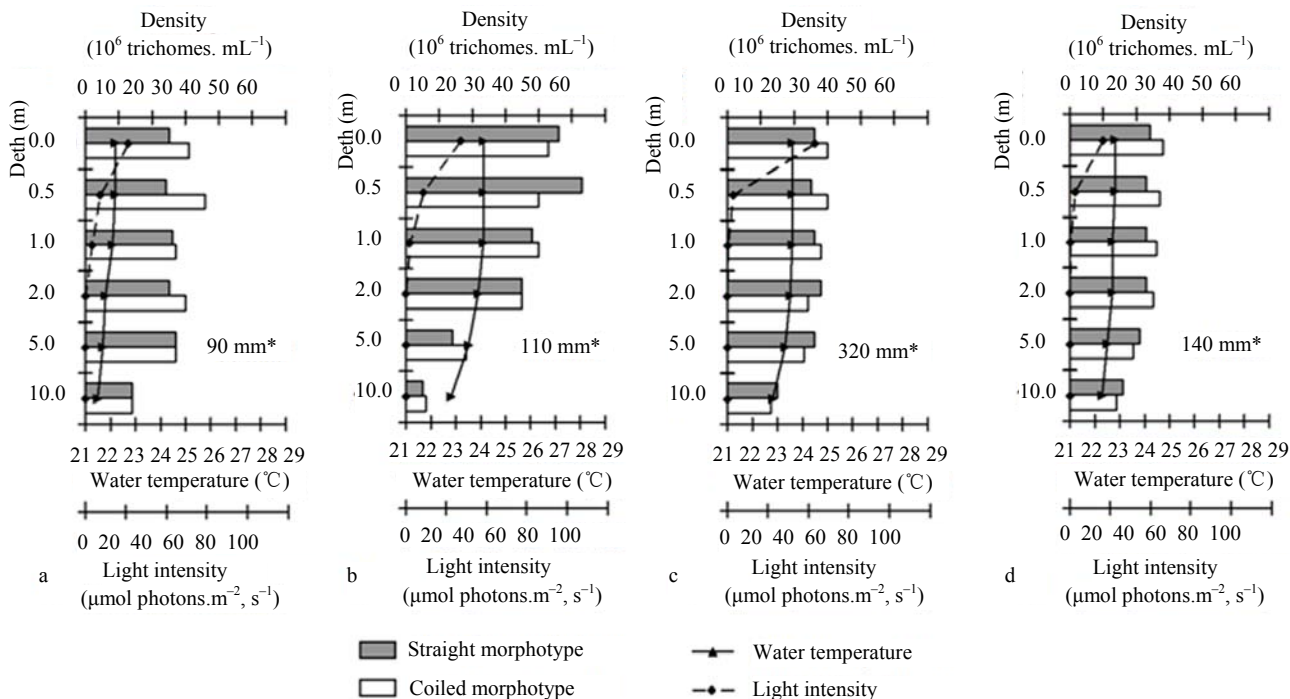 Density
(10⁶ trichomes. mL⁻¹)
0 10 20 30 40 50 60
Deth (m)
0.0
0.5
1.0
2.0
5.0
10.0
90 mm*
21 22 23 24 25 26 27 28 29
Water temperature (℃)
0 20 40 60 80 100
Light intensity
(μmol photons.m⁻², s⁻¹)
a
Density
(10⁶ trichomes. mL⁻¹)
0 10 20 30 40 50 60
Deth (m)
0.0
0.5
1.0
2.0
5.0
10.0
110 mm*
21 22 23 24 25 26 27 28 29
Water temperature (℃)
0 20 40 60 80 100
Light intensity
(μmol photons.m⁻², s⁻¹)
b
Density
(10⁶ trichomes. mL⁻¹)
0 10 20 30 40 50 60
Deth (m)
0.0
0.5
1.0
2.0
5.0
10.0
320 mm*
21 22 23 24 25 26 27 28 29
Water temperature (℃)
0 20 40 60 80 100
Light intensity
(μmol photons.m⁻², s⁻¹)
c
Density
(10⁶ trichomes. mL⁻¹)
0 10 20 30 40 50 60
Deth (m)
0.0
0.5
1.0
2.0
5.0
10.0
140 mm*
21 22 23 24 25 26 27 28 29
Water temperature (℃)
0 20 40 60 80 100
Light intensity
(μmol photons.m⁻², s⁻¹)
d
Straight morphotype
Coiled morphotype
Water temperature
Light intensity